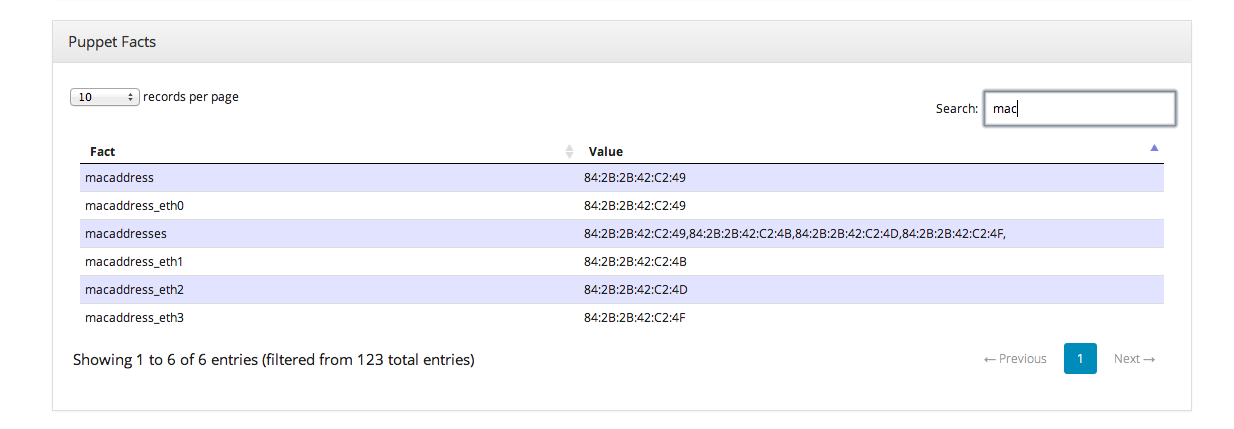 Puppet Facts
10 records per page
Search: mac
Fact Value
macaddress 84:2B:2B:42:C2:49
macaddress_eth0 84:2B:2B:42:C2:49
macaddresses 84:2B:2B:42:C2:49,84:2B:2B:42:C2:4B,84:2B:2B:42:C2:4D,84:2B:2B:42:C2:4F,
macaddress_eth1 84:2B:2B:42:C2:4B
macaddress_eth2 84:2B:2B:42:C2:4D
macaddress_eth3 84:2B:2B:42:C2:4F
Showing 1 to 6 of 6 entries (filtered from 123 total entries) ← Previous 1 Next →